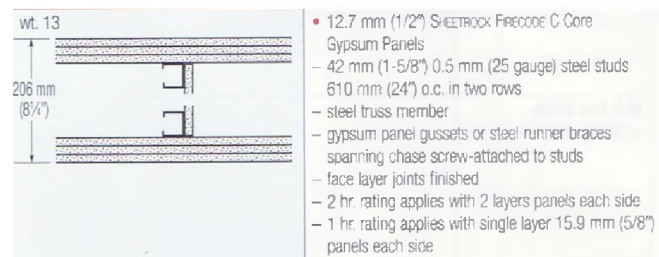 wt. 13
206 mm
(8¼")
• 12.7 mm (1/2") SHEETROCK FIRECODE C Core
Gypsum Panels
– 42 mm (1-5/8") 0.5 mm (25 gauge) steel studs
610 mm (24") o.c. in two rows
– steel truss member
– gypsum panel gussets or steel runner braces
spanning chase screw-attached to studs
– face layer joints finished
– 2 hr. rating applies with 2 layers panels each side
– 1 hr. rating applies with single layer 15.9 mm (5/8")
panels each side